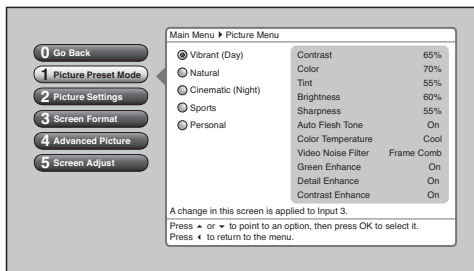 0 Go Back
1 Picture Preset Mode
2 Picture Settings
3 Screen Format
4 Advanced Picture
5 Screen Adjust
Main Menu ▶ Picture Menu
Vibrant (Day)
Natural
Cinematic (Night)
Sports
Personal
Contrast 65%
Color 70%
Tint 55%
Brightness 60%
Sharpness 55%
Auto Flesh Tone On
Color Temperature Cool
Video Noise Filter Frame Comb
Green Enhance On
Detail Enhance On
Contrast Enhance On
A change in this screen is applied to Input 3.
Press ▲ or ▼ to point to an option, then press OK to select it.
Press ◀ to return to the menu.